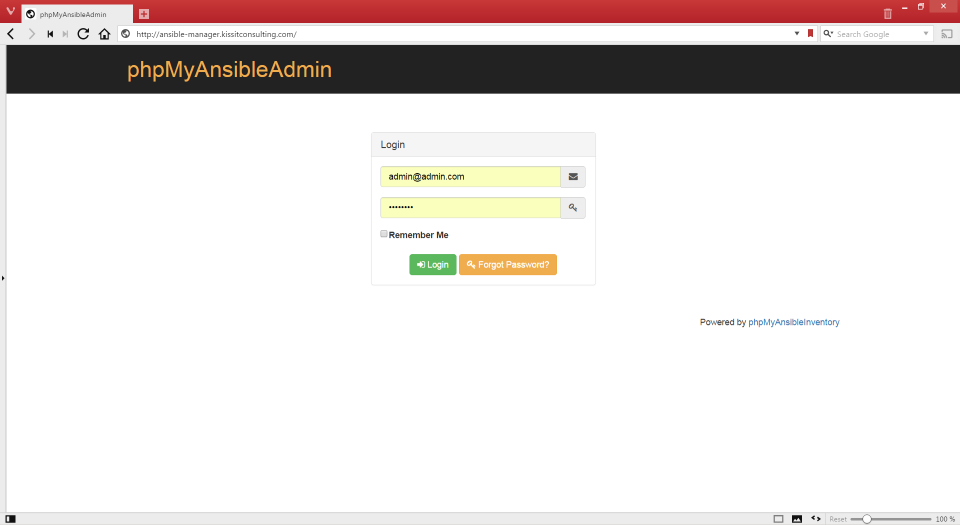 phpMyAnsibleAdmin
http://ansible-manager.kissitconsulting.com/
Search Google
phpMyAnsibleAdmin
Login
admin@admin.com
••••••••
Remember Me
Login
Forgot Password?
Powered by phpMyAnsibleInventory
Reset
100 %